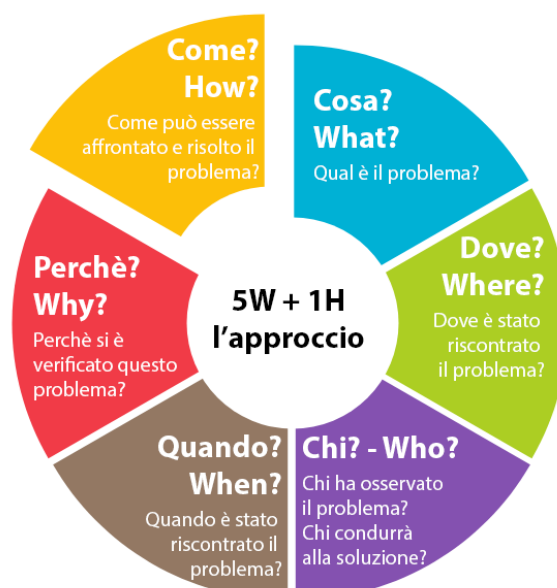 Come?
How?
Come può essere
affrontato e risolto il
problema?
Cosa?
What?
Qual è il problema?
Dove?
Where?
Dove è stato
riscontrato
il problema?
Chi? - Who?
Chi ha osservato
il problema?
Chi condurrà
alla soluzione?
Quando?
When?
Quando è stato
riscontrato il
problema?
Perchè?
Why?
Perchè si è
verificato questo
problema?
5W + 1H
l’approccio